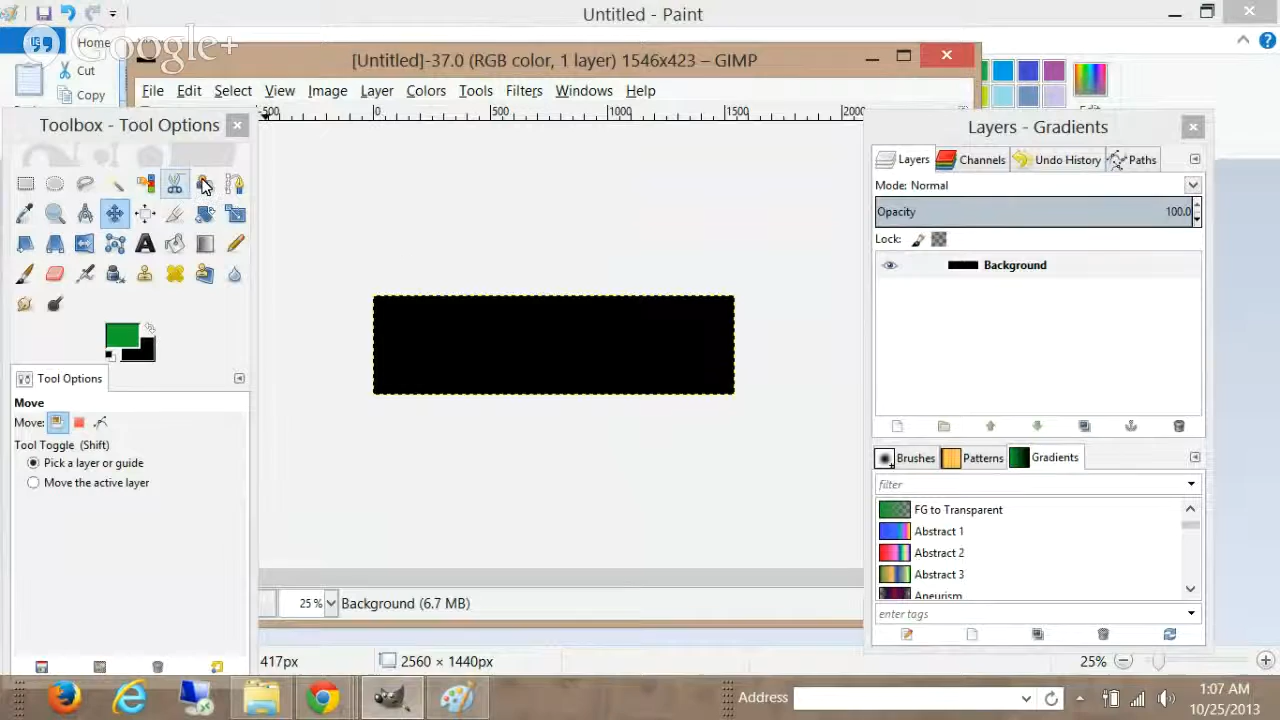 Untitled - Paint
Google+
Home
Cut
Copy
[Untitled]-37.0 (RGB color, 1 layer) 1546x423 – GIMP
File Edit Select View Image Layer Colors Tools Filters Windows Help
500 0 500 1000 1500 2000
Toolbox - Tool Options
Tool Options
Move
Move:
Tool Toggle (Shift)
Pick a layer or guide
Move the active layer
25 % Background (6.7 MB)
Layers - Gradients
Layers Channels Undo History Paths
Mode: Normal
Opacity 100.0
Lock:
Background
Brushes Patterns Gradients
filter
FG to Transparent
Abstract 1
Abstract 2
Abstract 3
Aneurism
enter tags
417px 2560 × 1440px 25%
Address
1:07 AM
10/25/2013